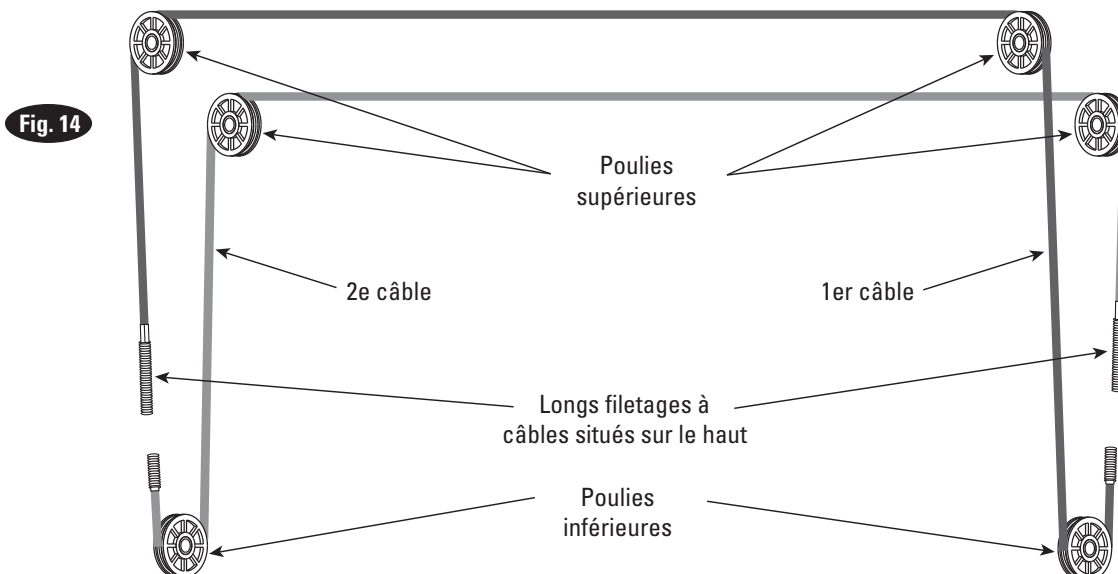 Fig. 14
Poulies
supérieures
2e câble
1er câble
Longs filetages à
câbles situés sur le haut
Poulies
inférieures